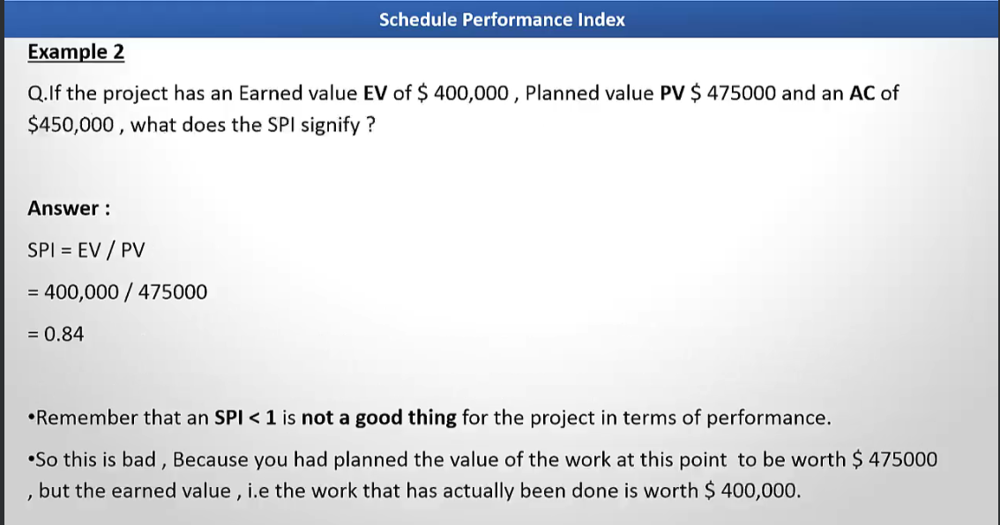 Schedule Performance Index
Example 2
Q.If the project has an Earned value EV of $ 400,000 , Planned value PV $ 475000 and an AC of
$450,000 , what does the SPI signify ?
Answer :
SPI = EV / PV
= 400,000 / 475000
= 0.84
•Remember that an SPI < 1 is not a good thing for the project in terms of performance.
•So this is bad , Because you had planned the value of the work at this point  to be worth $ 475000
, but the earned value , i.e the work that has actually been done is worth $ 400,000.